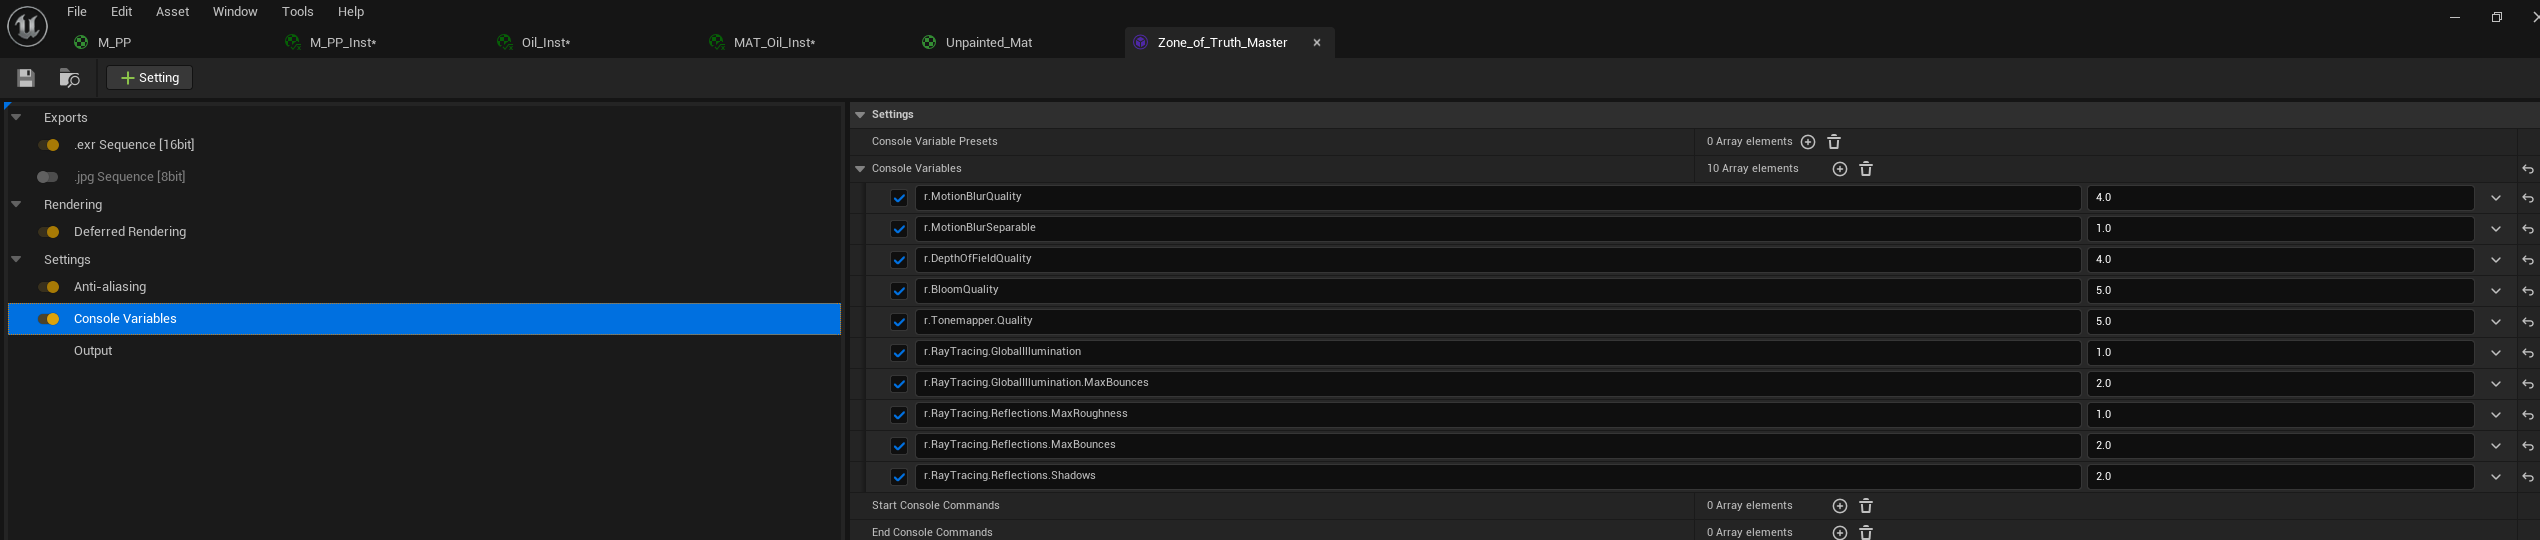 File Edit Asset Window Tools Help
M_PP M_PP_Inst* Oil_Inst* MAT_Oil_Inst* Unpainted_Mat Zone_of_Truth_Master
Setting
Exports
.exr Sequence [16bit]
.jpg Sequence [8bit]
Rendering
Deferred Rendering
Settings
Anti-aliasing
Console Variables
Output
Settings
Console Variable Presets 0 Array elements
Console Variables 10 Array elements
r.MotionBlurQuality 4.0
r.MotionBlurSeparable 1.0
r.DepthOfFieldQuality 4.0
r.BloomQuality 5.0
r.Tonemapper.Quality 5.0
r.RayTracing.GlobalIllumination 1.0
r.RayTracing.GlobalIllumination.MaxBounces 2.0
r.RayTracing.Reflections.MaxRoughness 1.0
r.RayTracing.Reflections.MaxBounces 2.0
r.RayTracing.Reflections.Shadows 2.0
Start Console Commands 0 Array elements
End Console Commands 0 Array elements